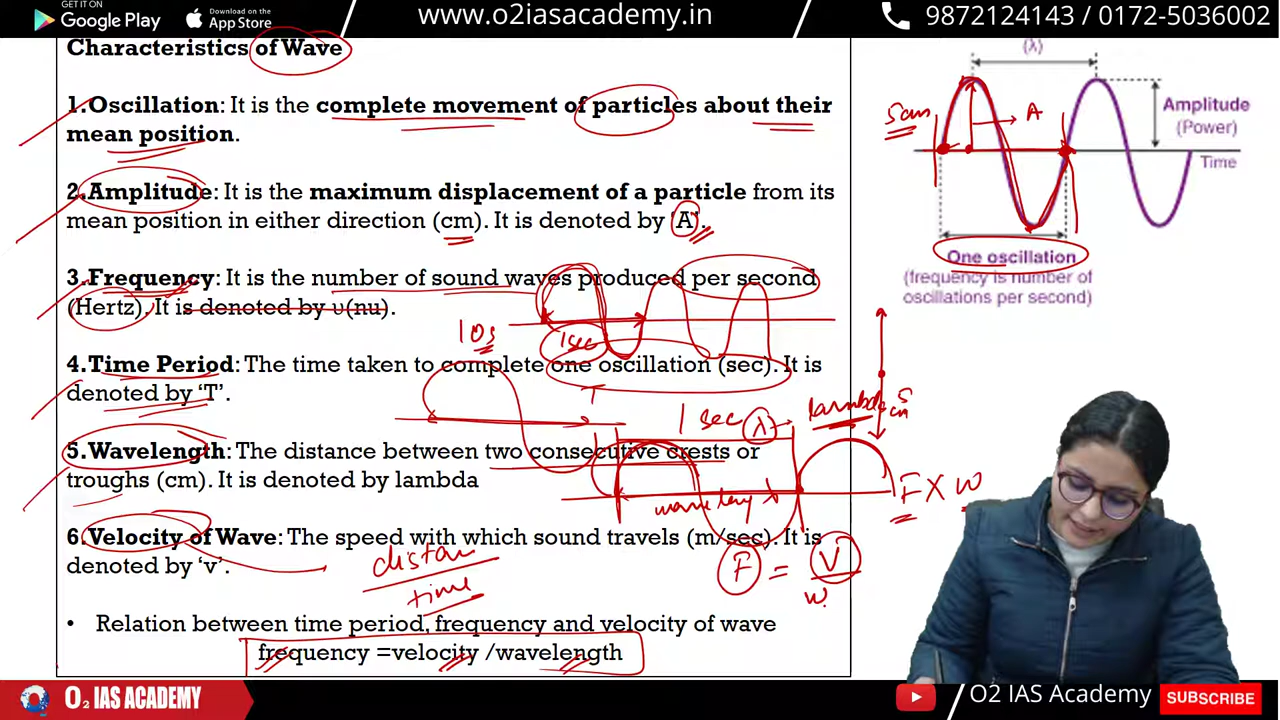 GET IT ON
Google Play
Download on the
App Store
www.o2iasacademy.in
9872124143 / 0172-5036002
Characteristics of Wave
1.Oscillation: It is the complete movement of particles about their
mean position.
2.Amplitude: It is the maximum displacement of a particle from its
mean position in either direction (cm). It is denoted by 'A'.
3.Frequency: It is the number of sound waves produced per second
(Hertz). It is denoted by υ(nu).
10s
1sec
4.Time Period: The time taken to complete one oscillation (sec). It is
denoted by 'T'.
T
1 sec λ
lambda
5
cm
5.Wavelength: The distance between two consecutive crests or
troughs (cm). It is denoted by lambda
F X w
6.Velocity of Wave: The speed with which sound travels (m/sec). It is
denoted by 'v'.
time
F = V
w
• Relation between time period, frequency and velocity of wave
frequency =velocity /wavelength
(λ)
5cm
A
Amplitude
(Power)
Time
One oscillation
(frequency is number of
oscillations per second)
O2 IAS ACADEMY
O2 IAS Academy
SUBSCRIBE